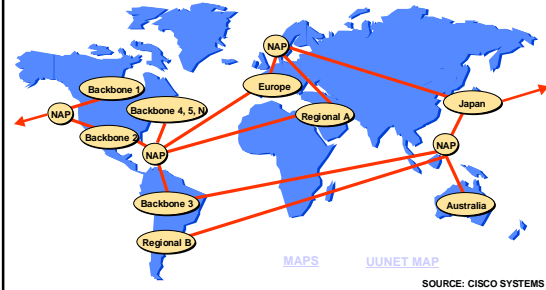 NAP
Europe
Backbone 1
Japan
Backbone 4, 5, N
NAP
Regional A
Backbone 2
NAP
NAP
Backbone 3
Australia
Regional B
MAPS
UUNET MAP
SOURCE: CISCO SYSTEMS